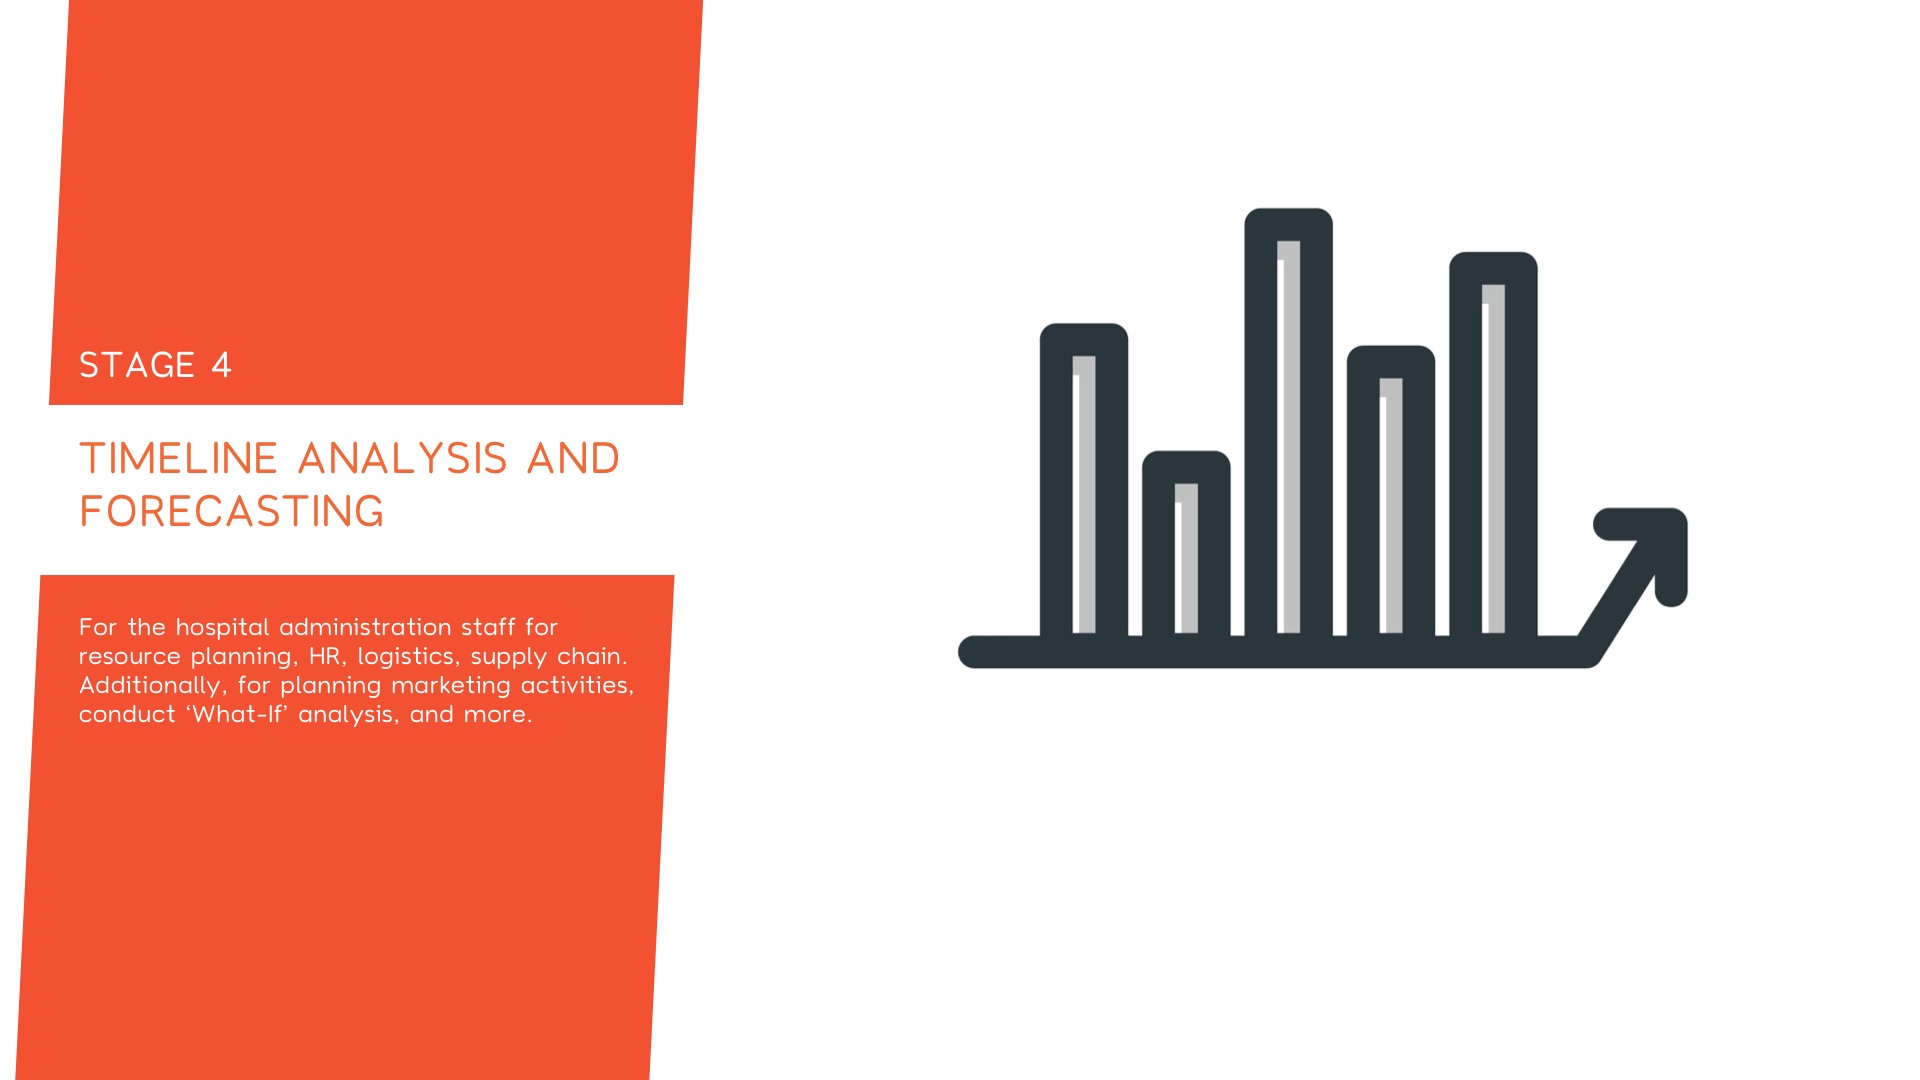 STAGE 4
TIMELINE ANALYSIS AND
FORECASTING
For the hospital administration staff for
resource planning, HR, logistics, supply chain.
Additionally, for planning marketing activities,
conduct ‘What-If’ analysis, and more.